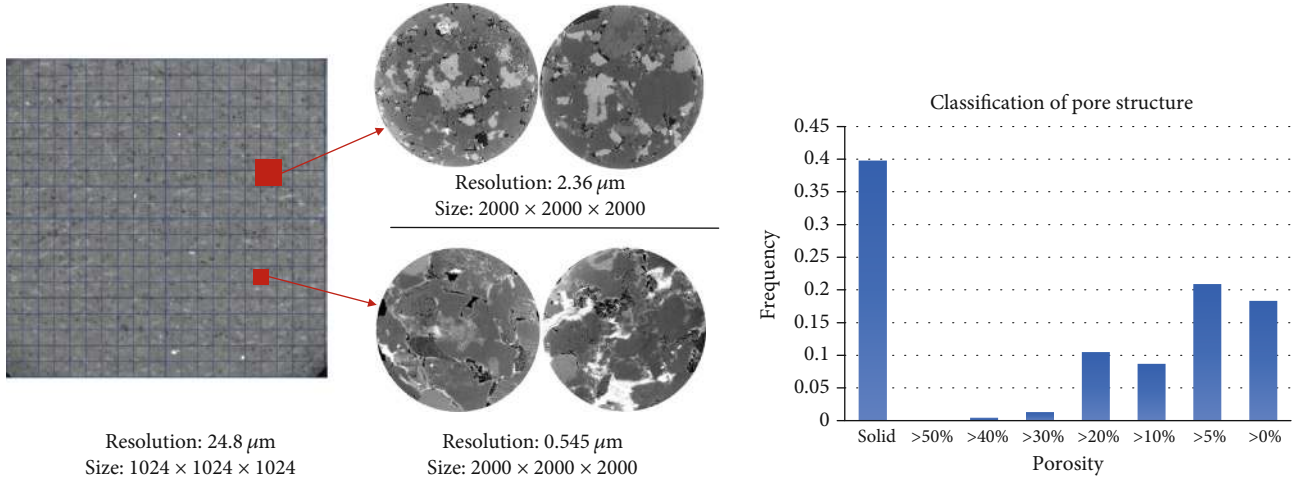 Resolution: 2.36 μm
Size: 2000 × 2000 × 2000
Resolution: 24.8 μm
Size: 1024 × 1024 × 1024
Resolution: 0.545 μm
Size: 2000 × 2000 × 2000
Classification of pore structure
Frequency
0.45
0.4
0.35
0.3
0.25
0.2
0.15
0.1
0.05
0
Solid >50% >40% >30% >20% >10% >5% >0%
Porosity